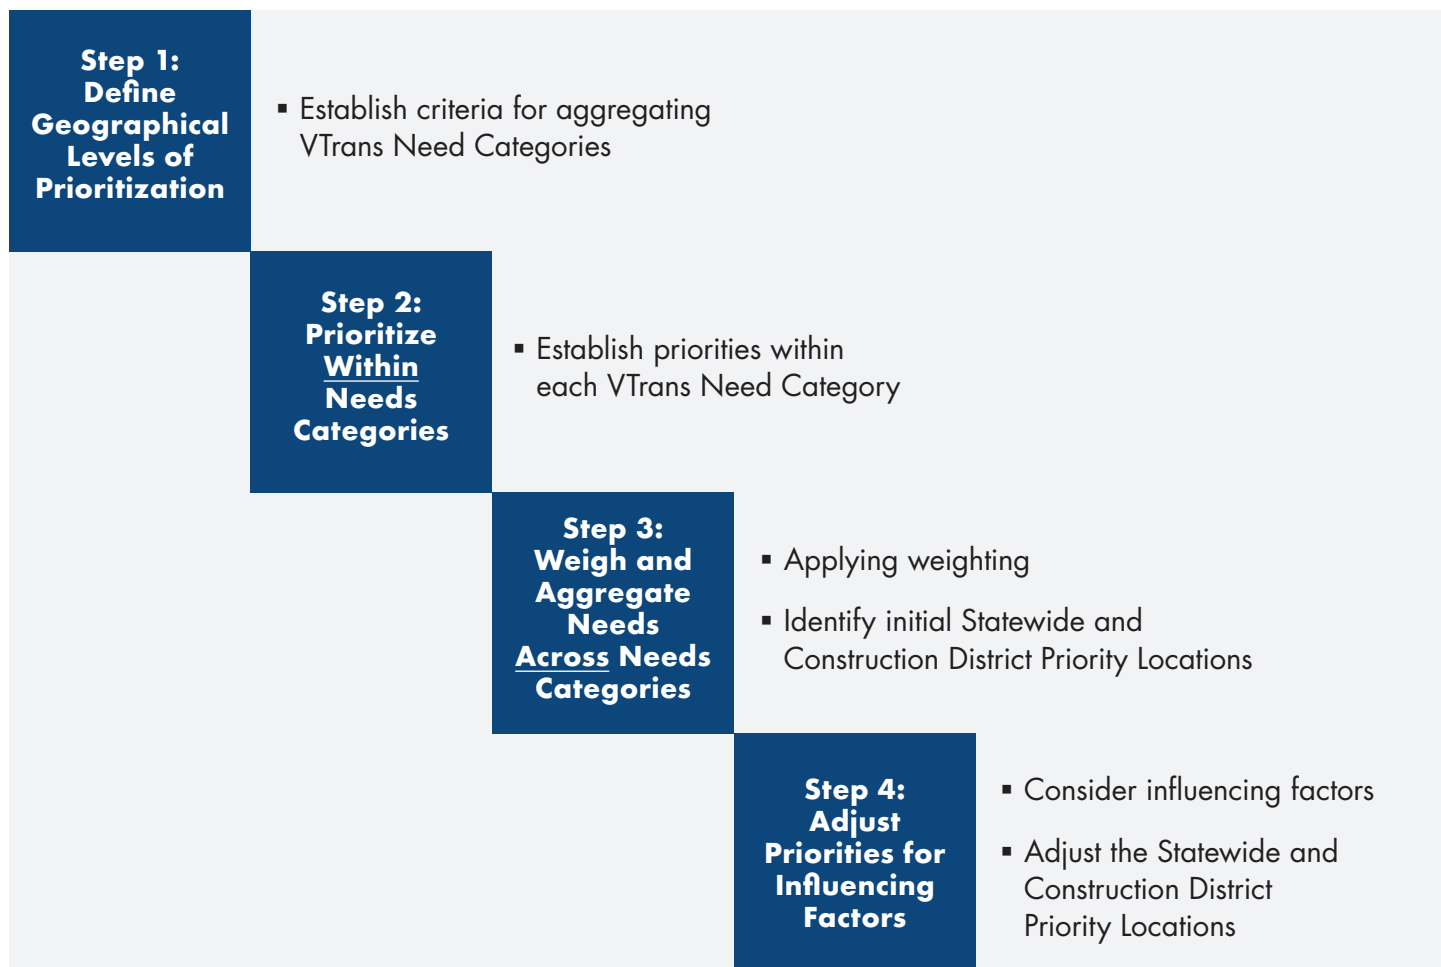 Step 1:
Define
Geographical
Levels of
Prioritization
▪ Establish criteria for aggregating
VTrans Need Categories
Step 2:
Prioritize
Within
Needs
Categories
▪ Establish priorities within
each VTrans Need Category
Step 3:
Weigh and
Aggregate
Needs
Across Needs
Categories
▪ Applying weighting
▪ Identify initial Statewide and
Construction District Priority Locations
Step 4:
Adjust
Priorities for
Influencing
Factors
▪ Consider influencing factors
▪ Adjust the Statewide and
Construction District
Priority Locations